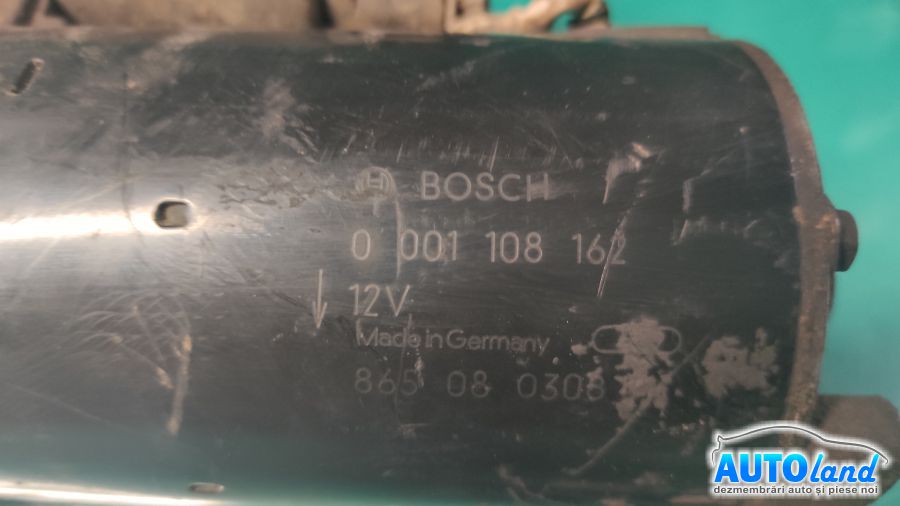 BOSCH
0 001 108 162
12V
Made in Germany
865 08 0308
AUTOland
dezmembrări auto și piese noi